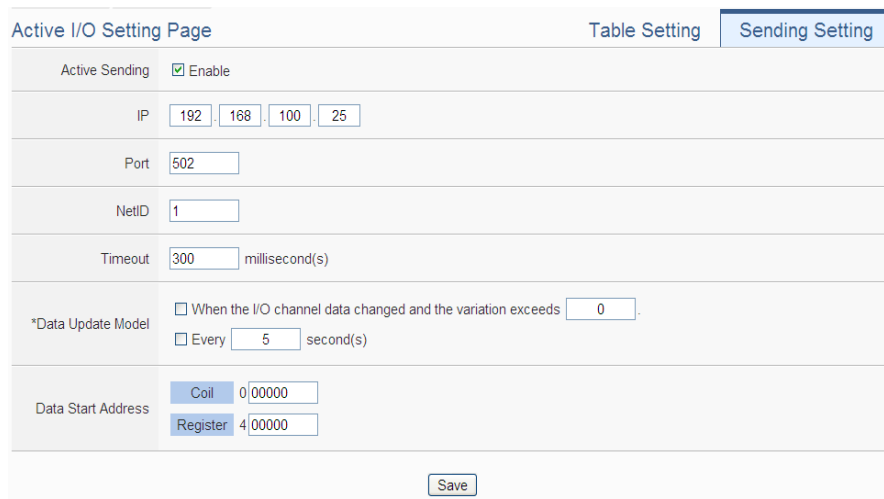 Active I/O Setting Page Table Setting Sending Setting
Active Sending Enable
IP 192 . 168 . 100 . 25
Port 502
NetID 1
Timeout 300 millisecond(s)
*Data Update Model
When the I/O channel data changed and the variation exceeds 0 .
Every 5 second(s)
Data Start Address
Coil 0 00000
Register 4 00000
Save